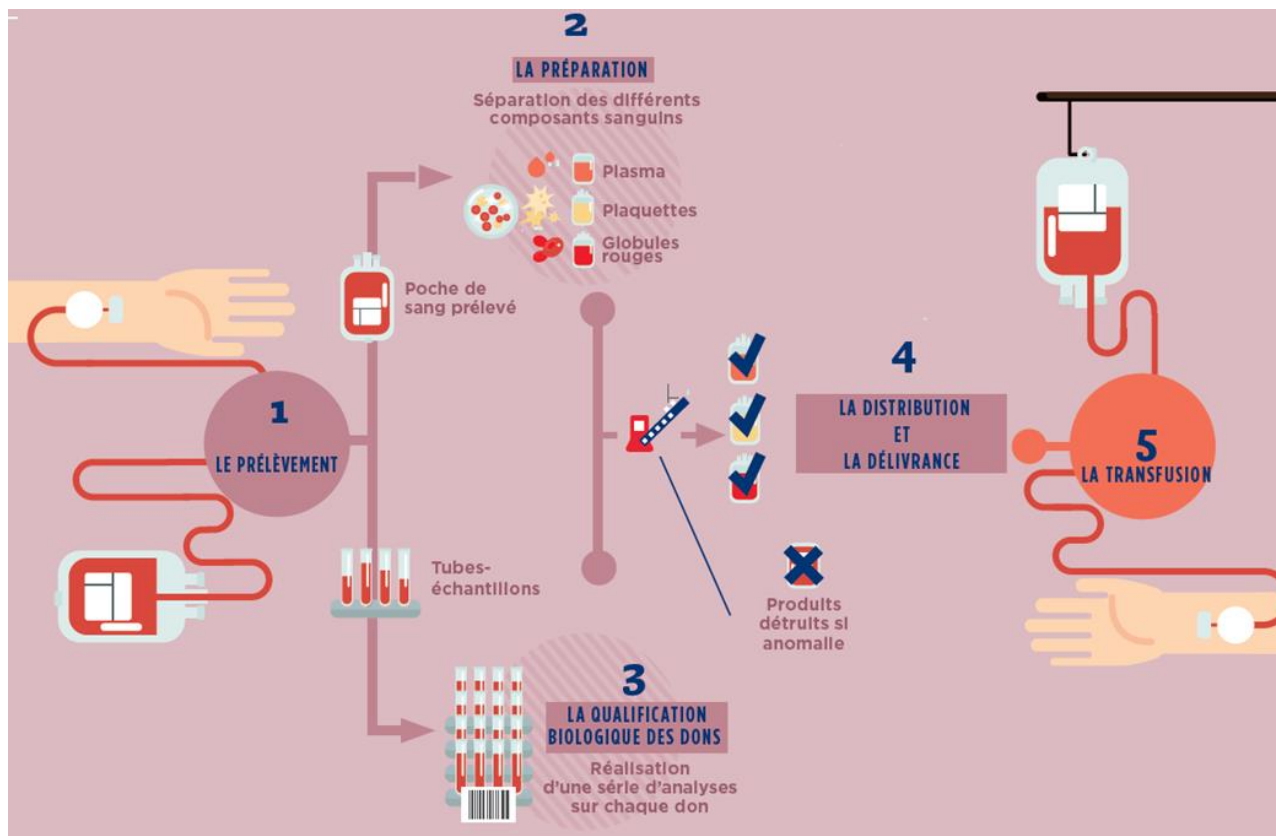 1
LE PRÉLÈVEMENT
Poche de
sang prélevé
Tubes-
échantillons
2
LA PRÉPARATION
Séparation des différents
composants sanguins
Plasma
Plaquettes
Globules
rouges
3
LA QUALIFICATION
BIOLOGIQUE DES DONS
Réalisation
d'une série d'analyses
sur chaque don
Produits
détruits si
anomalie
4
LA DISTRIBUTION
ET
LA DÉLIVRANCE
5
LA TRANSFUSION